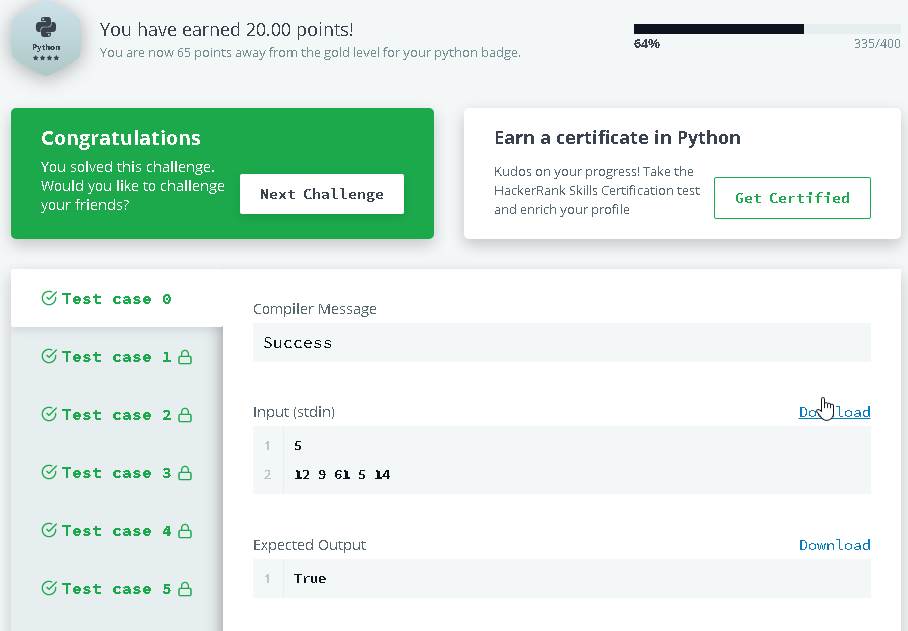 Python
You have earned 20.00 points!
You are now 65 points away from the gold level for your python badge.
64%
335/400
Congratulations
You solved this challenge.
Would you like to challenge
your friends?
Next Challenge
Earn a certificate in Python
Kudos on your progress! Take the
HackerRank Skills Certification test
and enrich your profile
Get Certified
Test case 0
Test case 1
Test case 2
Test case 3
Test case 4
Test case 5
Compiler Message
Success
Input (stdin)
Download
1 5
2 12 9 61 5 14
Expected Output
Download
1 True